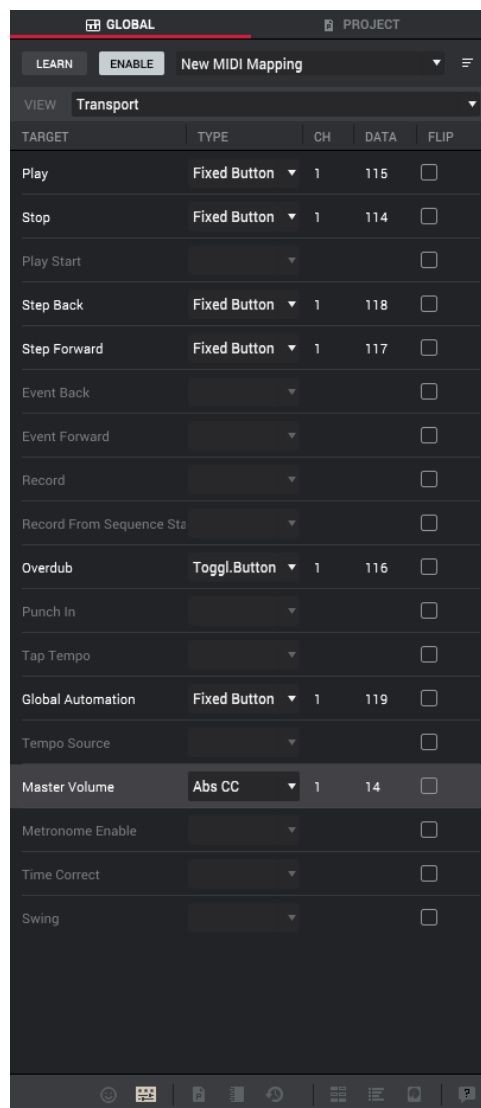 GLOBAL PROJECT
LEARN ENABLE New MIDI Mapping
VIEW Transport
TARGET TYPE CH DATA FLIP
Play Fixed Button 1 115
Stop Fixed Button 1 114
Play Start
Step Back Fixed Button 1 118
Step Forward Fixed Button 1 117
Event Back
Event Forward
Record
Record From Sequence Sta
Overdub Toggl.Button 1 116
Punch In
Tap Tempo
Global Automation Fixed Button 1 119
Tempo Source
Master Volume Abs CC 1 14
Metronome Enable
Time Correct
Swing